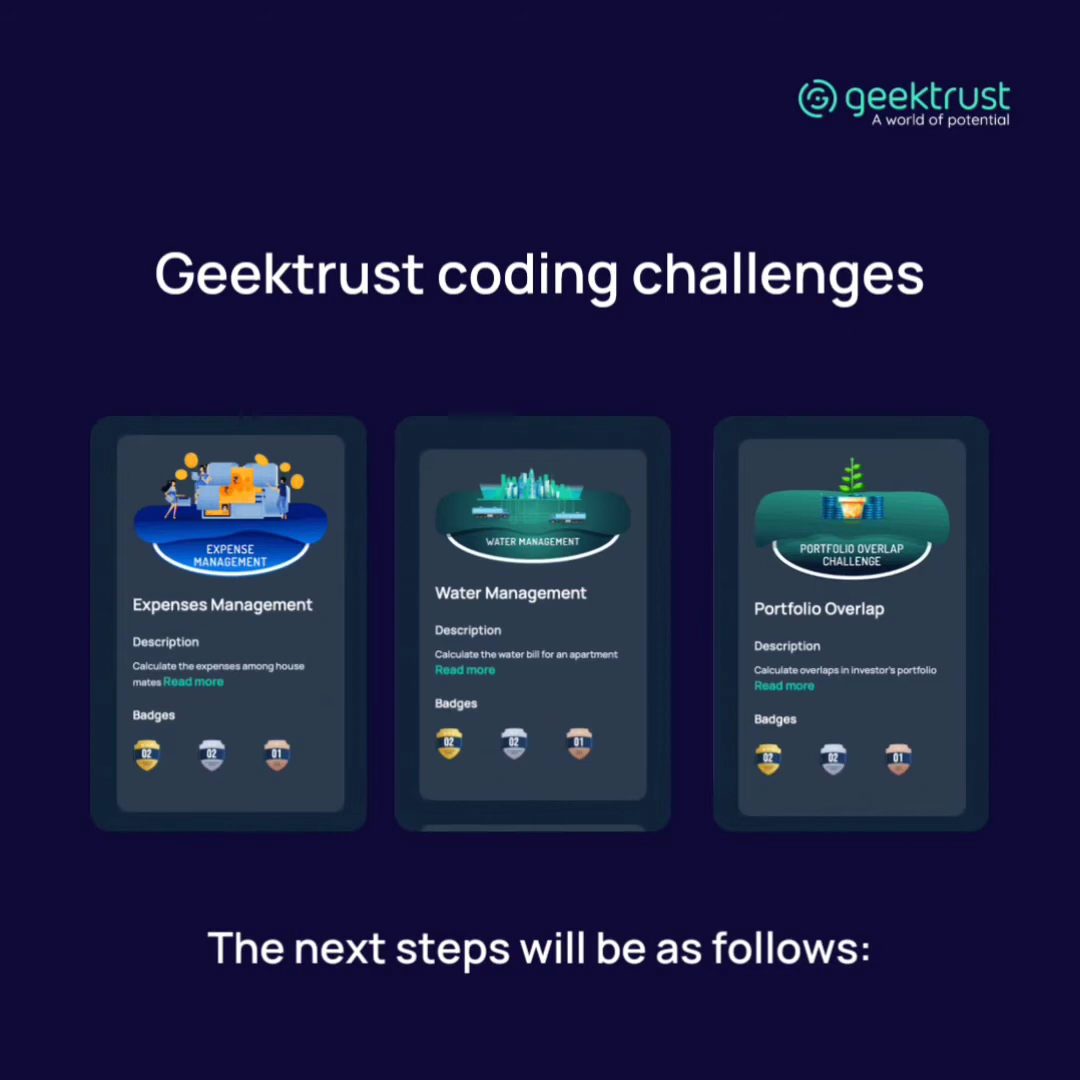 geektrust
A world of potential
Geektrust coding challenges
EXPENSE
MANAGEMENT
Expenses Management
Description
Calculate the expenses among house
mates Read more
Badges
02 02 01
WATER MANAGEMENT
Water Management
Description
Calculate the water bill for an apartment
Read more
Badges
02 02 01
PORTFOLIO OVERLAP
CHALLENGE
Portfolio Overlap
Description
Calculate overlaps in investor's portfolio
Read more
Badges
02 02 01
The next steps will be as follows: